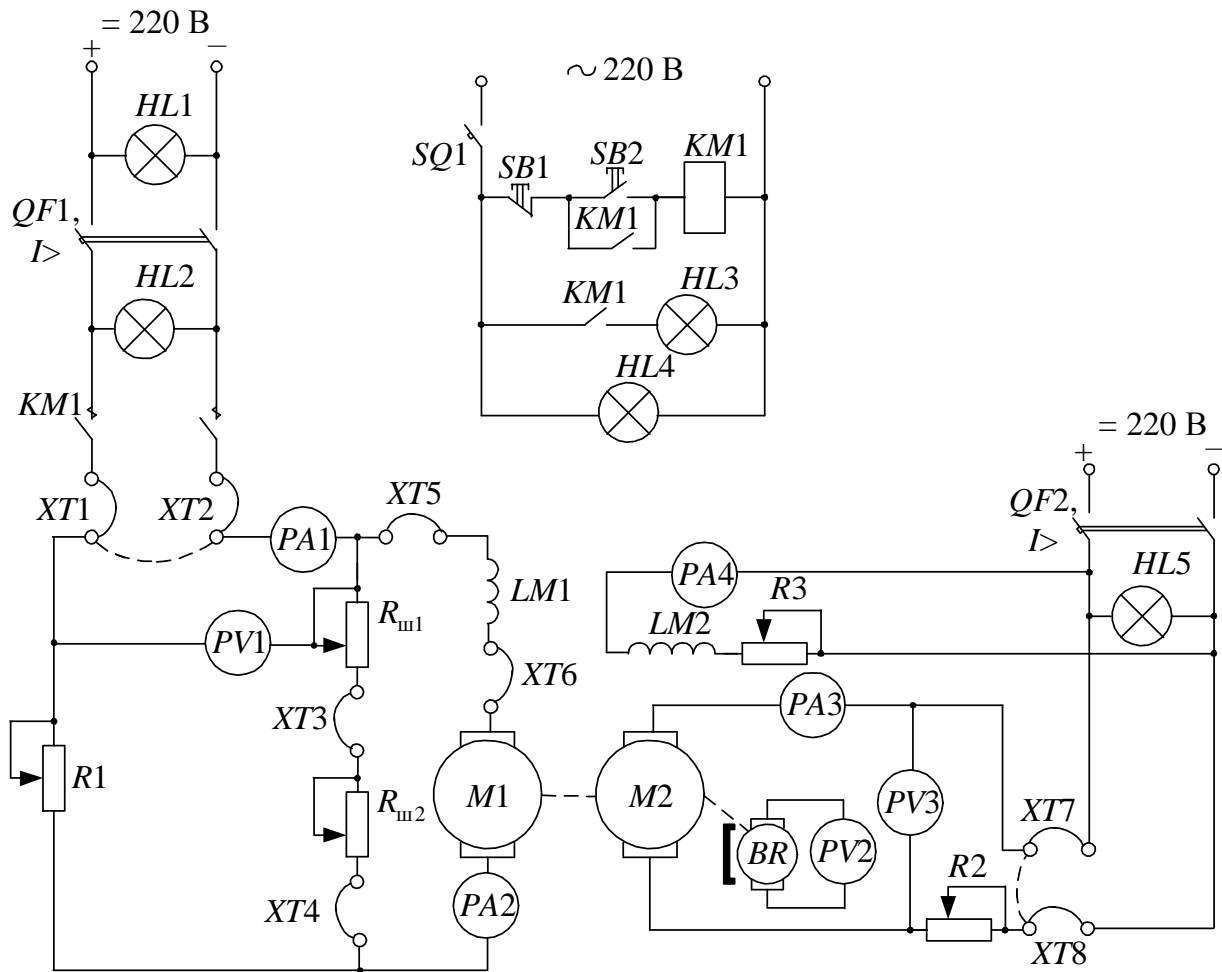 = 220 В
+ −
HL1
QF1,
I>
HL2
KM1
XT1
XT2
PA1
XT5
LM1
PV1
Rш1
XT6
XT3
R1
Rш2
M1
XT4
PA2
~ 220 В
SQ1
SB1
SB2
KM1
KM1
KM1
HL3
HL4
= 220 В
+ −
QF2,
I>
HL5
PA4
R3
LM2
PA3
M2
PV3
XT7
BR
PV2
R2
XT8